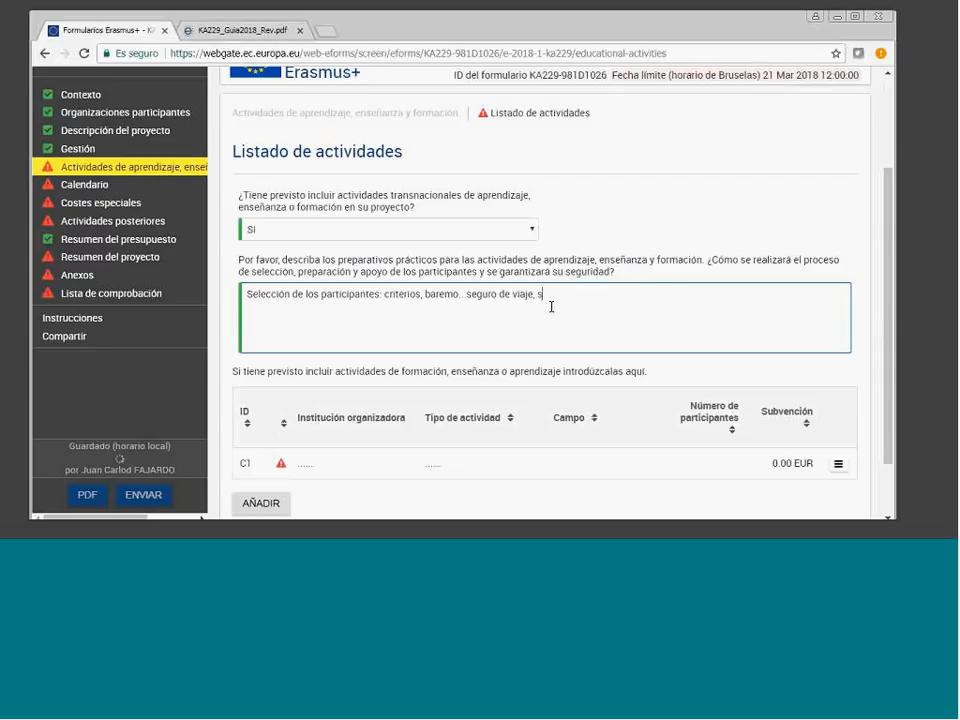 Formularios Erasmus+ - K
KA229_Guia2018_Rev.pdf
Es seguro https://webgate.ec.europa.eu/web-eforms/screen/eforms/KA229-981D1026/e-2018-1-ka229/educational-activities
Erasmus+
ID del formulario KA229-981D1026 Fecha límite (horario de Bruselas) 21 Mar 2018 12:00:00
Contexto
Organizaciones participantes
Descripción del proyecto
Gestión
Actividades de aprendizaje, enseñ
Calendario
Costes especiales
Actividades posteriores
Resumen del presupuesto
Resumen del proyecto
Anexos
Lista de comprobación
Instrucciones
Compartir
Guardado (horario local)
por Juan Carlod FAJARDO
PDF
ENVIAR
Actividades de aprendizaje, enseñanza y formación
Listado de actividades
Listado de actividades
¿Tiene previsto incluir actividades transnacionales de aprendizaje,
enseñanza o formación en su proyecto?
Sí
Por favor, describa los preparativos prácticos para las actividades de aprendizaje, enseñanza y formación. ¿Cómo se realizará el proceso
de selección, preparación y apoyo de los participantes y se garantizará su seguridad?
Selección de los participantes: criterios, baremo...seguro de viaje, s
Si tiene previsto incluir actividades de formación, enseñanza o aprendizaje introdúzcalas aquí.
ID
Institución organizadora
Tipo de actividad
Campo
Número de
participantes
Subvención
C1 ....... ...... 0.00 EUR
AÑADIR